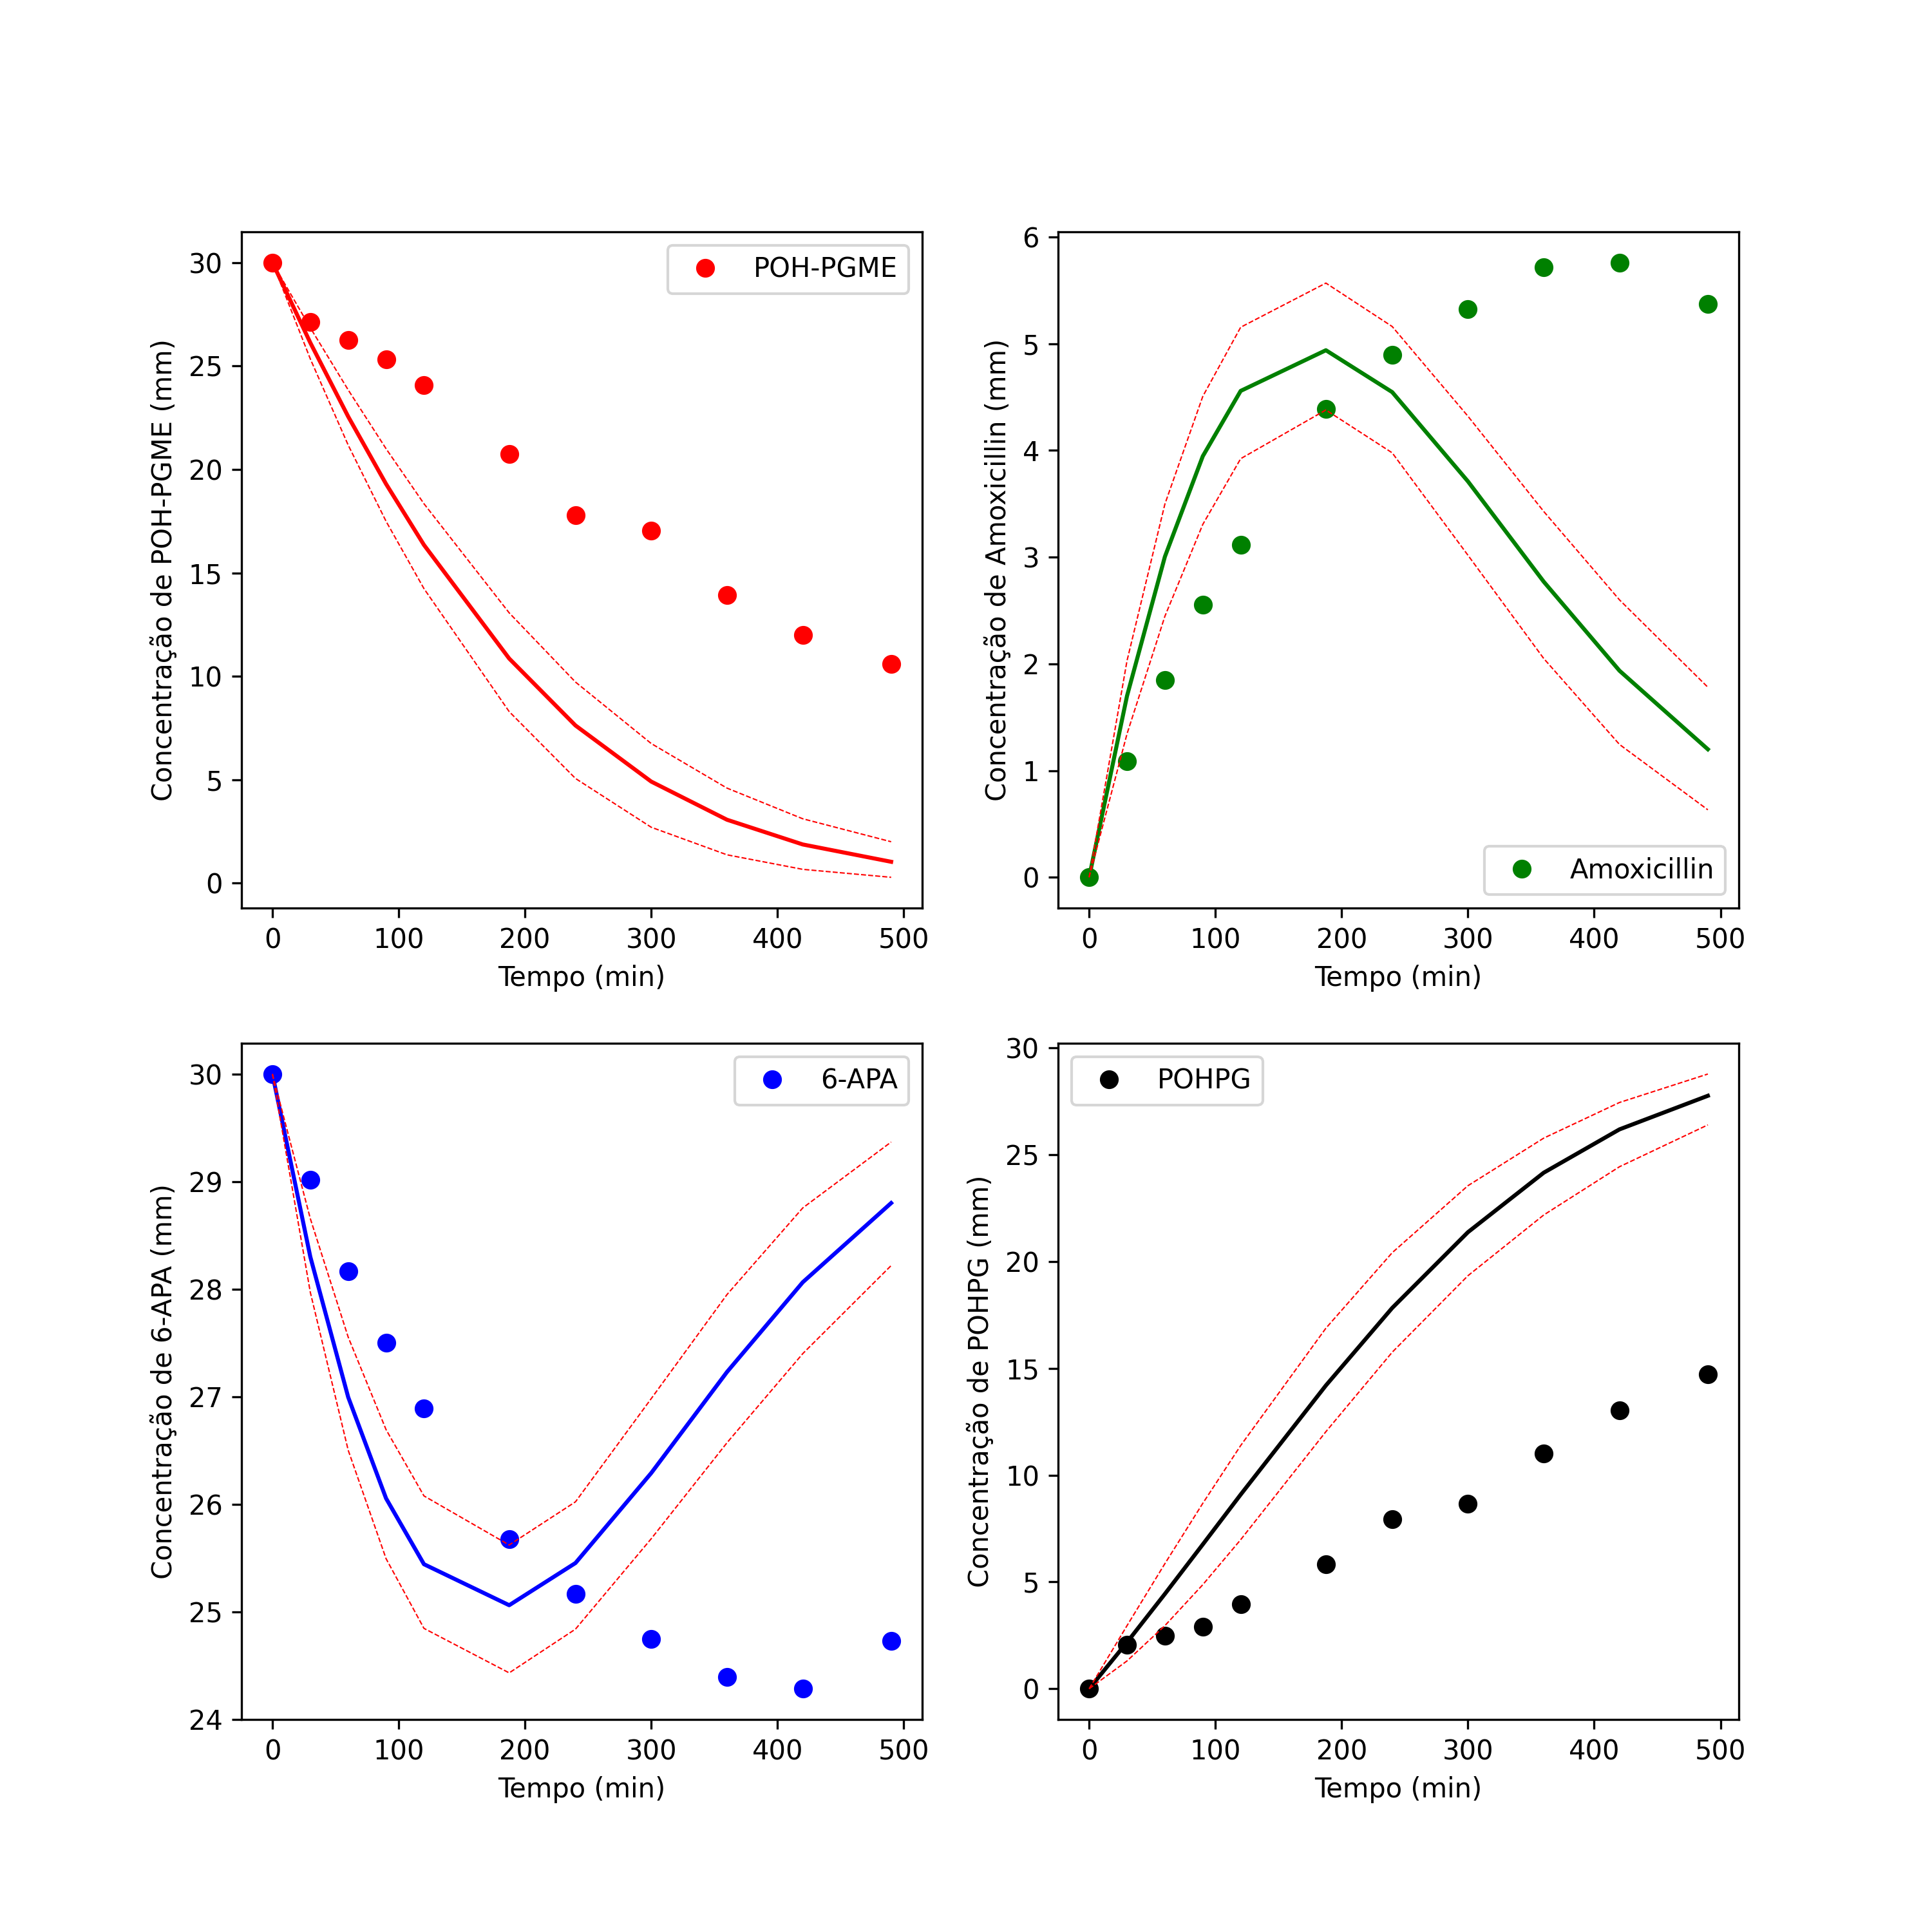 Concentração de POH-PGME (mm)
30
25
20
15
10
5
0
POH-PGME
0 100 200 300 400 500
Tempo (min)
Concentração de Amoxicillin (mm)
6
5
4
3
2
1
0
Amoxicillin
0 100 200 300 400 500
Tempo (min)
Concentração de 6-APA (mm)
30
29
28
27
26
25
24
6-APA
0 100 200 300 400 500
Tempo (min)
Concentração de POHPG (mm)
30
25
20
15
10
5
0
POHPG
0 100 200 300 400 500
Tempo (min)